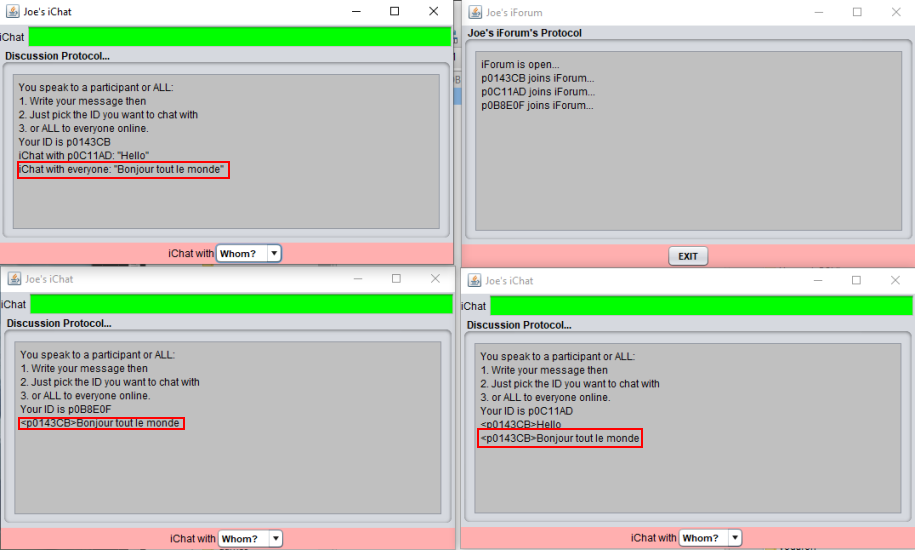 Joe's iChat
iChat
Discussion Protocol...
You speak to a participant or ALL:
1. Write your message then
2. Just pick the ID you want to chat with
3. or ALL to everyone online.
Your ID is p0143CB
iChat with p0C11AD: "Hello"
iChat with everyone: "Bonjour tout le monde"
iChat with Whom?
Joe's iForum
Joe's iForum's Protocol
iForum is open...
p0143CB joins iForum...
p0C11AD joins iForum...
p0B8E0F joins iForum...
EXIT
Joe's iChat
iChat
Discussion Protocol...
You speak to a participant or ALL:
1. Write your message then
2. Just pick the ID you want to chat with
3. or ALL to everyone online.
Your ID is p0B8E0F
<p0143CB>Bonjour tout le monde
iChat with Whom?
Joe's iChat
iChat
Discussion Protocol...
You speak to a participant or ALL:
1. Write your message then
2. Just pick the ID you want to chat with
3. or ALL to everyone online.
Your ID is p0C11AD
<p0143CB>Hello
<p0143CB>Bonjour tout le monde
iChat with Whom?